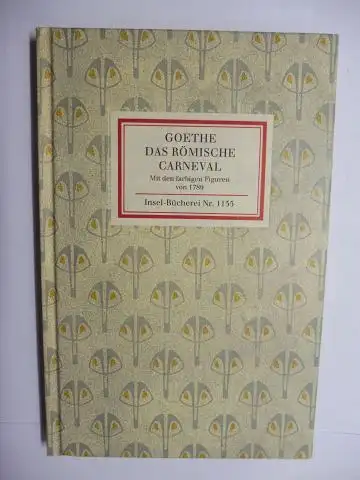 GOETHE
DAS RÖMISCHE
CARNEVAL
Mit den farbigen Figuren
von 1789
Insel-Bücherei Nr. 1155